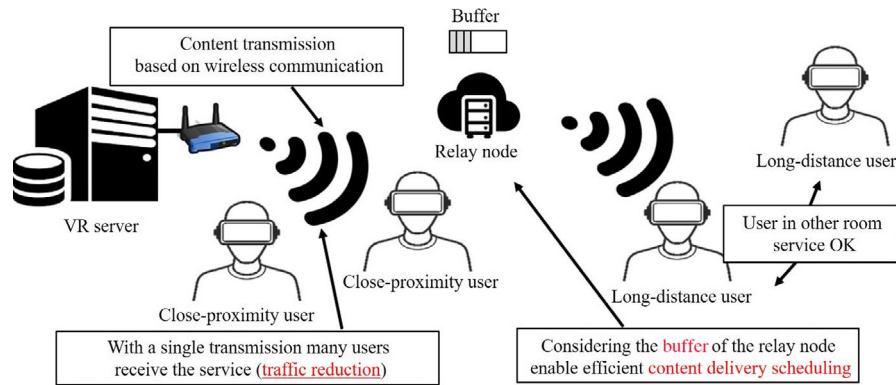 Buffer
Content transmission
based on wireless communication
Relay node
Long-distance user
VR server
User in other room
service OK
Close-proximity user
Long-distance user
Close-proximity user
With a single transmission many users
receive the service (traffic reduction)
Considering the buffer of the relay node
enable efficient content delivery scheduling